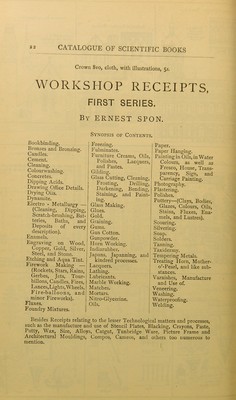 22 CATALOGUE OF SCIENTIFIC BOOKS
Crown 8vo, cloth, with illustrations, 5s.
WORKSHOP RECEIPTS,
FIRST SERIES.
BY ERNEST SPON.
SYNOPSIS OF CONTENTS.
Bookbinding.
Bronzes and Bronzing.
Candles.
Cement.
Cleaning.
Colourwashing.
Concretes.
Dipping Acids.
Drawing Office Details.
Drying Oils.
Dynamite.
Electro - Metallurgy —
(Cleaning, Dipping,
Scratch-brushing, Bat-
teries, Baths, and
Deposits of every
description).
Enamels.
Engraving on Wood,
Copper, Gold, Silver,
Steel, and Stone.
Etching and Aqua Tint.
Firework Making —
(Rockets, Stars, Rains,
Gerbes, Jets, Tour-
billons, Candles, Fires,
Lances, Lights, Wheels,
Fire-balloons, and
minor Fireworks).
Fluxes.
Foundry Mixtures.
Freezing.
Fulminates.
Furniture Creams, Oils,
Polishes, Lacquers,
and Pastes.
Gilding.
Glass Cutting, Cleaning,
Frosting, Drilling,
Darkening, Bending,
Staining, and Paint-
ing.
Glass Making.
Glues.
Gold.
Graining.
Gums.
Gun Cotton.
Gunpowder.
Horn Working.
Indiarubber.
Japans, Japanning, and
kindred processes.
Lacquers.
Lathing.
Lubricants.
Marble Working.
Matches.
Mortars.
Nitro-Glycerine.
Oils.
Paper.
Paper Hanging.
Painting in Oils, in Water
Colours, as well as
Fresco, House, Trans-
parency, Sign, and
Carriage Painting.
Photography.
Plastering.
Polishes.
Pottery—(Clays, Bodies,
Glazes, Colours, Oils,
Stains, Fluxes, Ena-
mels, and Lustres).
Scouring.
Silvering.
Soap.
Solders.
Tanning.
Taxidermy.
Tempering Metals.
Treating Horn, Mother-
o'-Pearl, and like sub-
stances.
Varnishes, Manufacture
and Use of.
Veneering.
Washing.
Waterproofing.
Welding.
Besides Receipts relating to the lesser Technological matters and processes,
such as the manufacture and use of Stencil Plates, Blacking, Crayons, Paste,
Putty, Wax, Size, Alloys, Catgut, Tunbridge Ware, Picture Frame and
Architectural Mouldings, Compos, Cameos, and others too numerous to
mention.